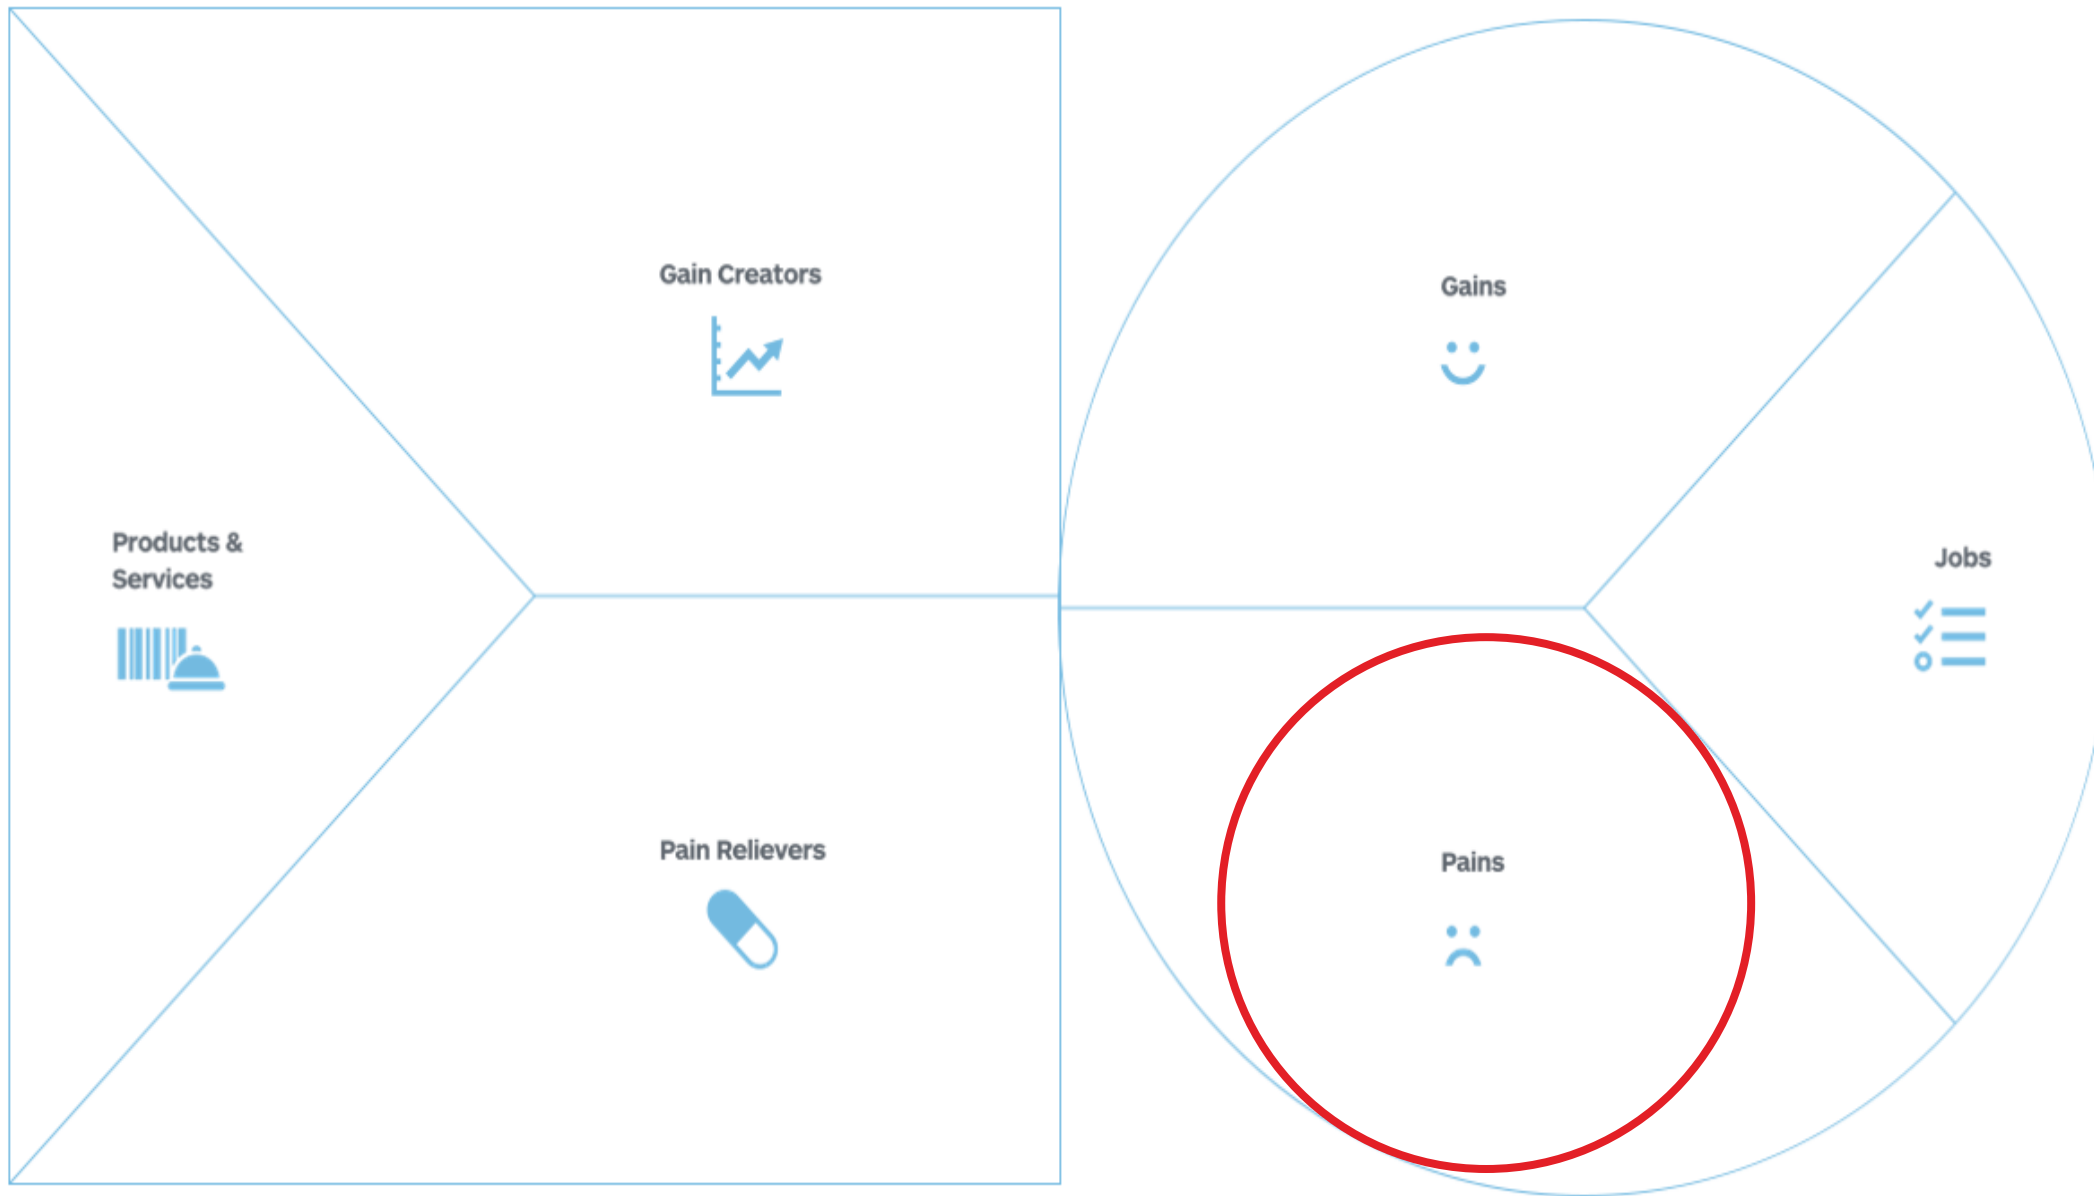 Gain Creators
Gains
Products &
Services
Jobs
Pain Relievers
Pains